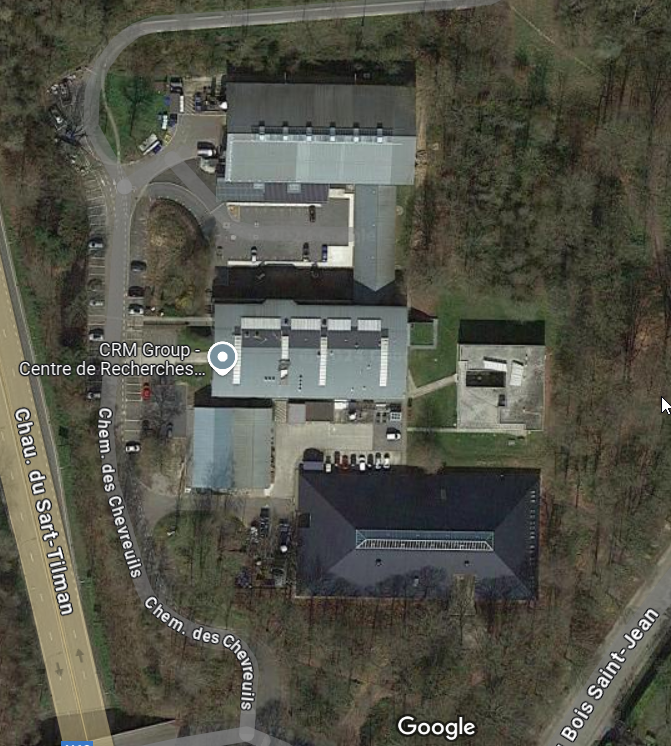 CRM Group -
Centre de Recherches...
Chau. du Sart-Tilman
Chem. des Chevreuils
Chem. des Chevreuils
Bois Saint-Jean
Google